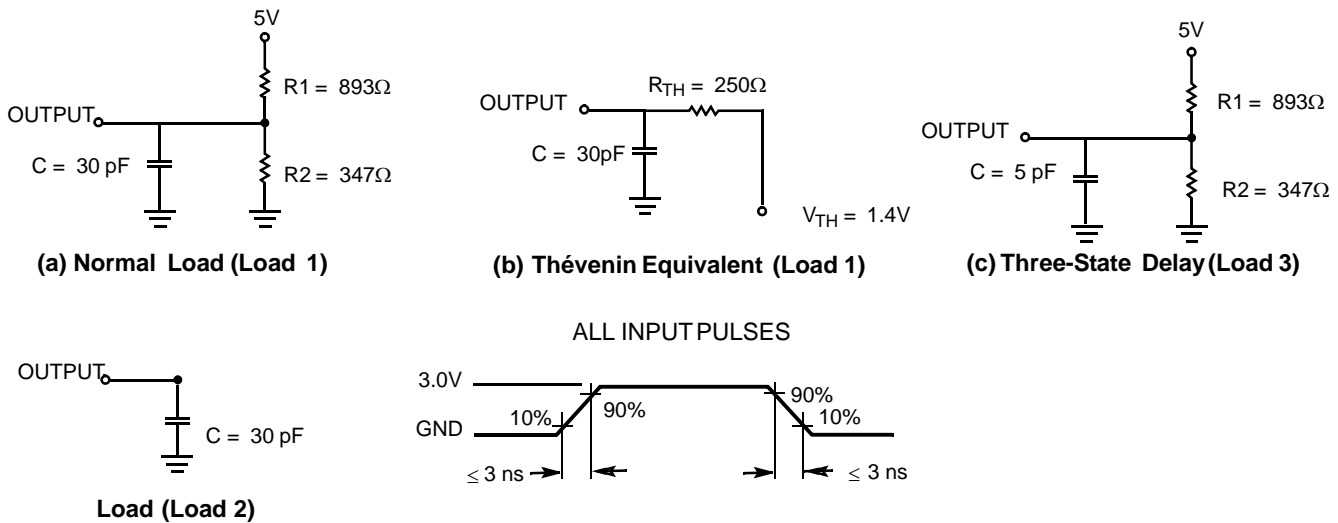 5V
R1 = 893Ω
OUTPUT
C = 30 pF
R2 = 347Ω
(a) Normal Load (Load 1)
RTH = 250Ω
OUTPUT
C = 30pF
VTH = 1.4V
(b) Thévenin Equivalent (Load 1)
5V
R1 = 893Ω
OUTPUT
C = 5 pF
R2 = 347Ω
(c) Three-State Delay (Load 3)
OUTPUT
C = 30 pF
Load (Load 2)
ALL INPUT PULSES
3.0V
90%
90%
10%
10%
GND
≤ 3 ns
≤ 3 ns